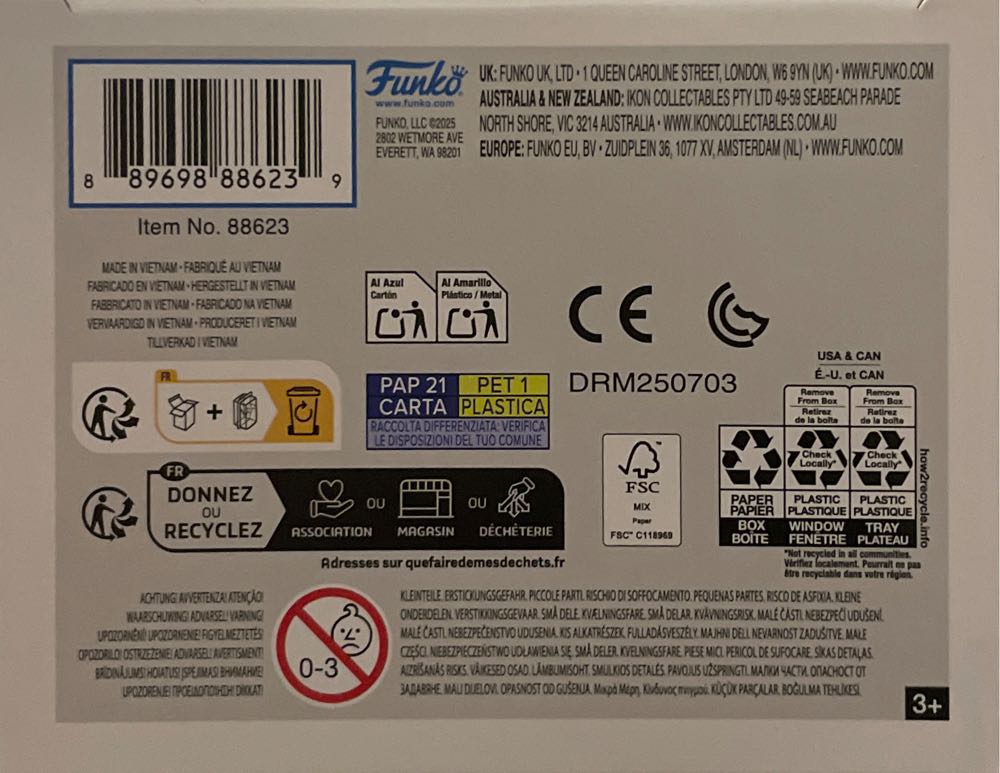 8 89698 88623 9
Item No. 88623
Funko
www.funko.com
FUNKO, LLC ©2025
2802 WETMORE AVE
EVERETT, WA 98201
UK: FUNKO UK, LTD • 1 QUEEN CAROLINE STREET, LONDON, W6 9YN (UK) • WWW.FUNKO.COM
AUSTRALIA & NEW ZEALAND: IKON COLLECTABLES PTY LTD 49-59 SEABEACH PARADE
NORTH SHORE, VIC 3214 AUSTRALIA • WWW.IKONCOLLECTABLES.COM.AU
EUROPE: FUNKO EU, BV • ZUIDPLEIN 36, 1077 XV, AMSTERDAM (NL) • WWW.FUNKO.COM
MADE IN VIETNAM • FABRIQUÉ AU VIETNAM
FABRICADO EN VIETNAM • HERGESTELLT IN VIETNAM
FABBRICATO IN VIETNAM • FABRICADO NA VIETNAM
VERVAARDIGD IN VIETNAM • PRODUCERET I VIETNAM
TILLVERKAD I VIETNAM
Al Azul
Cartón
Al Amarillo
Plástico / Metal
CE
DRM250703
FR
+
PAP 21
CARTA
PET 1
PLASTICA
RACCOLTA DIFFERENZIATA: VERIFICA
LE DISPOSIZIONI DEL TUO COMUNE
FR
DONNEZ
OU
RECYCLEZ
ASSOCIATION
OU
MAGASIN
OU
DÉCHÈTERIE
Adresses sur quefairedemesdechets.fr
FSC™
MIX
Paper
FSC™ C118969
USA & CAN
É.-U. et CAN
Remove
From Box
Retirez
de la boîte
Remove
From Box
Retirez
de la boîte
Check
Locally*
Check
Locally*
PAPER
PAPIER
BOX
BOÎTE
PLASTIC
PLASTIQUE
WINDOW
FENÊTRE
PLASTIC
PLASTIQUE
TRAY
PLATEAU
how2recycle.info
*Not recycled in all communities.
Vérifiez localement. Pourrait ne pas
être recyclable dans votre région.
ACHTUNG! AVVERTENZA! ATENÇÃO!
WAARSCHUWING! ADVARSEL! VARNING!
UPOZORNĚNÍ! UPOZORNENIE! FIGYELMEZTETÉS!
OPOZORILO! OSTRZEŻENIE! ADVARSEL! AVERTISMENT!
BRĪDINĀJUMS! HOIATUS! ĮSPĖJIMAS! ВНИМАНИЕ!
UPOZORENJE! ΠΡΟΕΙΔΟΠΟΙΗΣΗ! DİKKAT!
0-3
KLEINTEILE. ERSTICKUNGSGEFAHR. PICCOLE PARTI. RISCHIO DI SOFFOCAMENTO. PEQUENAS PARTES. RISCO DE ASFIXIA. KLEINE
ONDERDELEN. VERSTIKKINGSGEVAAR. SMÅ DELE. KVÆLNINGSFARE. SMÅ DELAR. KVÄVNINGSRISK. MALÉ ČÁSTI. NEBEZPEČÍ UDUŠENÍ.
MALÉ ČASTI. NEBEZPEČENSTVO UDUSENIA. KIS ALKATRÉSZEK. FULLADÁSVESZÉLY. MAJHNI DELI. NEVARNOST ZADUŠITVE. MAŁE
CZĘŚCI. NIEBEZPIECZEŃSTWO UDŁAWIENIA SIĘ. SMÅ DELER. KVELNINGSFARE. PIESE MICI. PERICOL DE SUFOCARE. SĪKAS DETAĻAS.
AIZRĪŠANĀS RISKS. VÄIKESED OSAD. LÄMBUMISOHT. SMULKIOS DETALĖS. PAVOJUS UŽSPRINGTI. МАЛКИ ЧАСТИ. ОПАСНОСТ ОТ
ЗАДАВЯНЕ. MALI DIJELOVI. OPASNOST OD GUŠENJA. Μικρά Μέρη. Κίνδυνος πνιγμού. KÜÇÜK PARÇALAR. BOĞULMA TEHLİKESİ.
3+